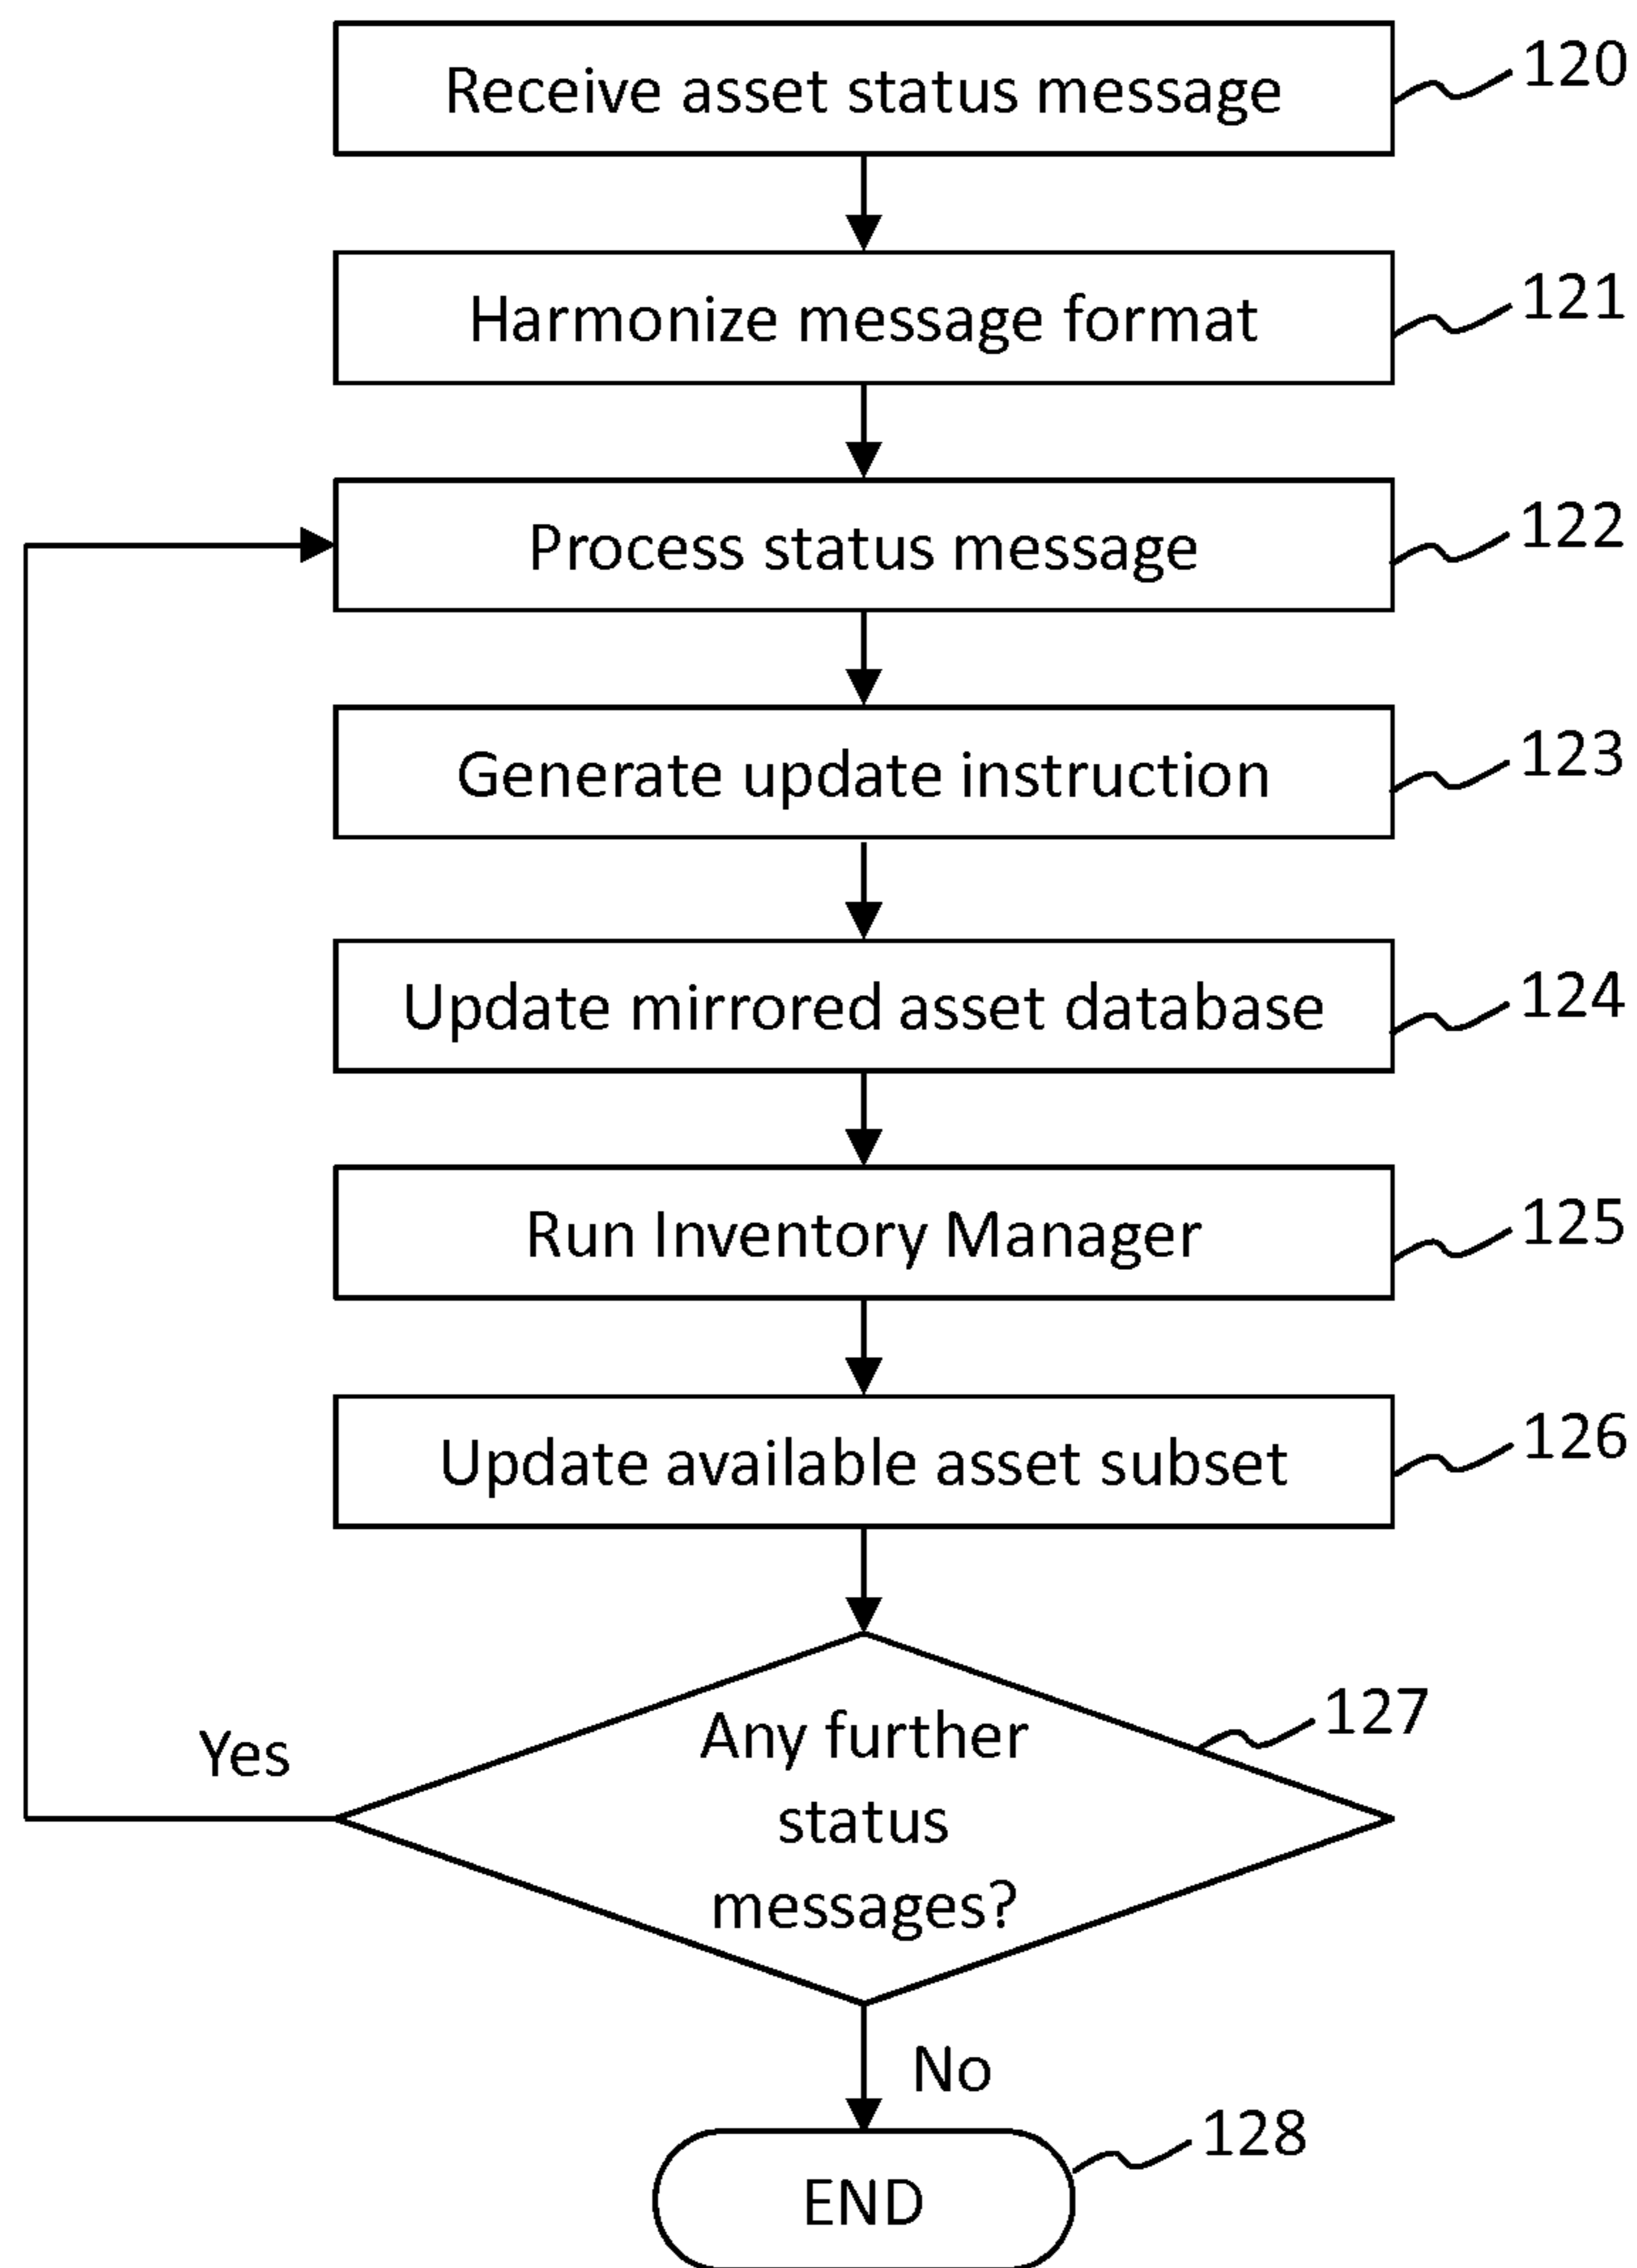 Receive asset status message
120
Harmonize message format
121
Process status message
122
Generate update instruction
123
Update mirrored asset database
124
Run Inventory Manager
125
Update available asset subset
126
Any further
status
messages?
127
Yes
No
END
128